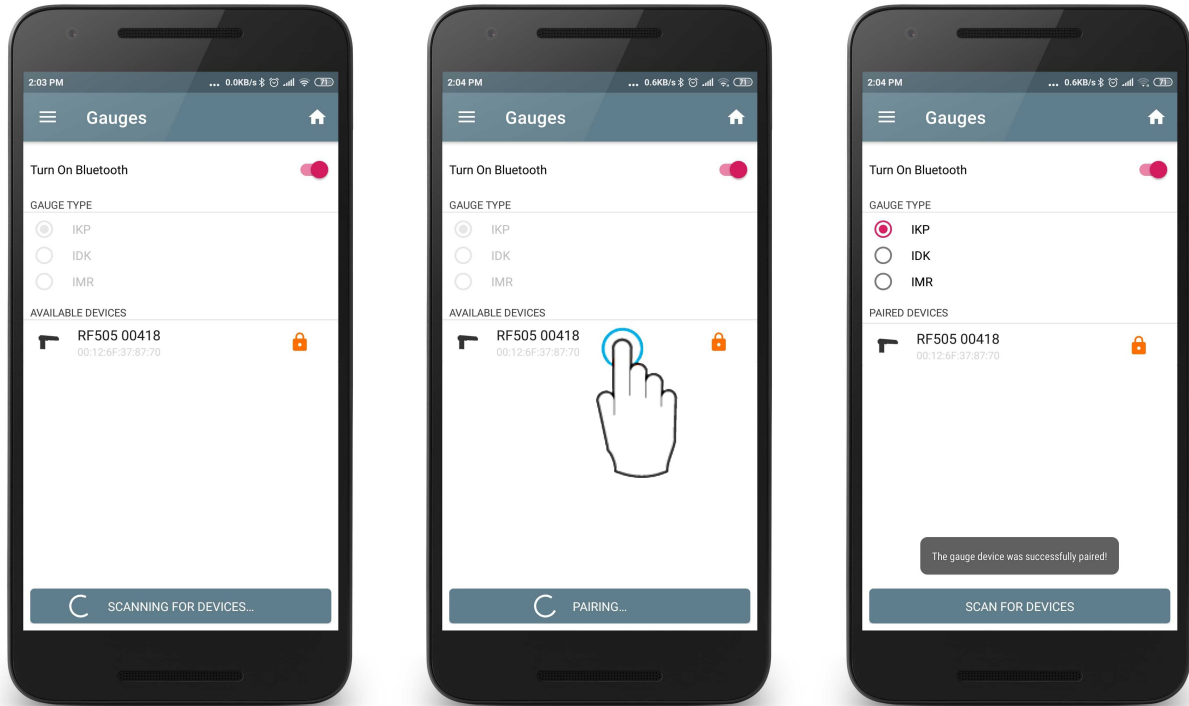 2:03 PM
... 0.0KB/s 71
Gauges
Turn On Bluetooth
GAUGE TYPE
IKP
IDK
IMR
AVAILABLE DEVICES
RF505 00418
00:12:6F:37:87:70
SCANNING FOR DEVICES...
2:04 PM
... 0.6KB/s 71
Gauges
Turn On Bluetooth
GAUGE TYPE
IKP
IDK
IMR
AVAILABLE DEVICES
RF505 00418
00:12:6F:37:87:70
PAIRING...
2:04 PM
... 0.6KB/s 71
Gauges
Turn On Bluetooth
GAUGE TYPE
IKP
IDK
IMR
PAIRED DEVICES
RF505 00418
00:12:6F:37:87:70
The gauge device was successfully paired!
SCAN FOR DEVICES